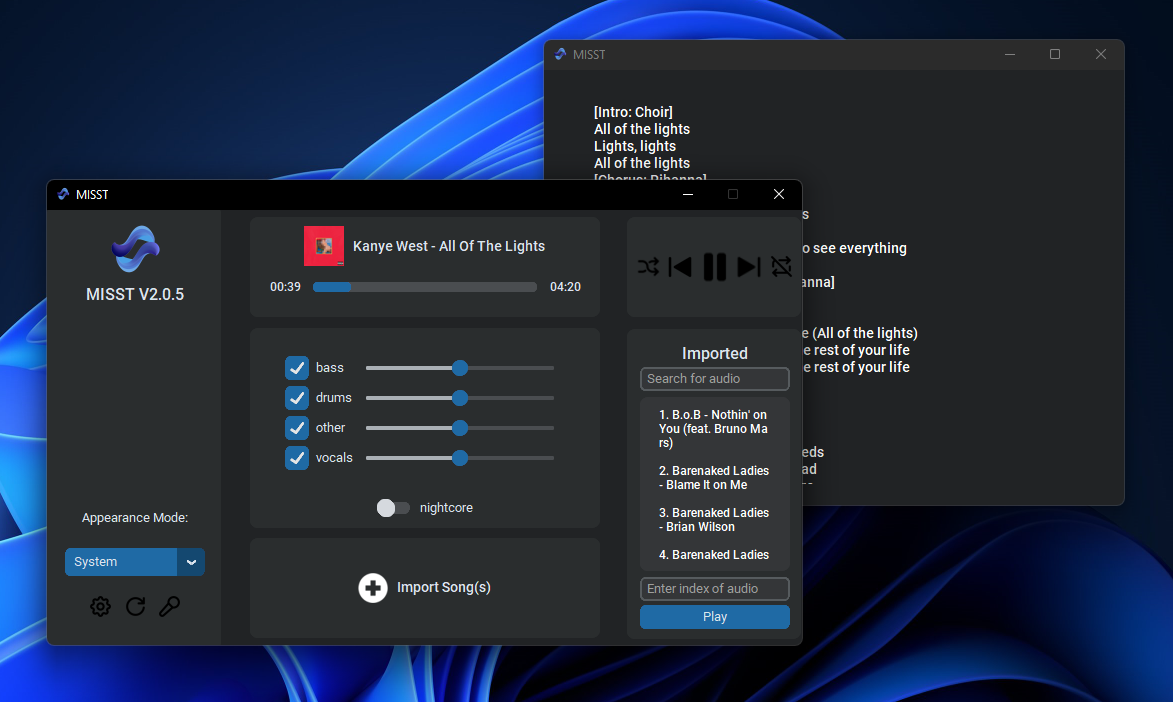 MISST
[Intro: Choir]
All of the lights
Lights, lights
All of the lights
o see everything
anna]
e (All of the lights)
e rest of your life
e rest of your life
eds
ad
MISST
MISST V2.0.5
Appearance Mode:
System
Kanye West - All Of The Lights
00:39
04:20
bass
drums
other
vocals
nightcore
Import Song(s)
Imported
Search for audio
1. B.o.B - Nothin' on
You (feat. Bruno Ma
rs)
2. Barenaked Ladies
- Blame It on Me
3. Barenaked Ladies
- Brian Wilson
4. Barenaked Ladies
Enter index of audio
Play